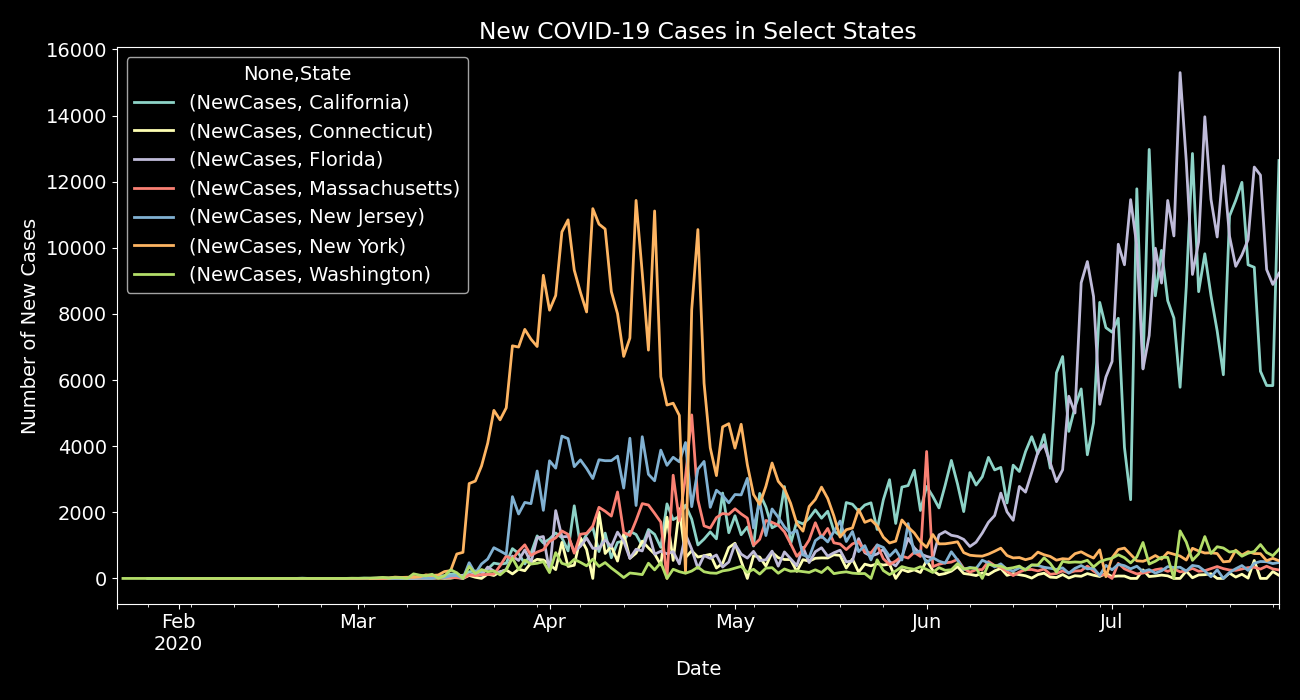 New COVID-19 Cases in Select States
16000
14000
12000
10000
8000
6000
4000
2000
0
Number of New Cases
None,State
(NewCases, California)
(NewCases, Connecticut)
(NewCases, Florida)
(NewCases, Massachusetts)
(NewCases, New Jersey)
(NewCases, New York)
(NewCases, Washington)
Feb Mar Apr May Jun Jul
2020
Date